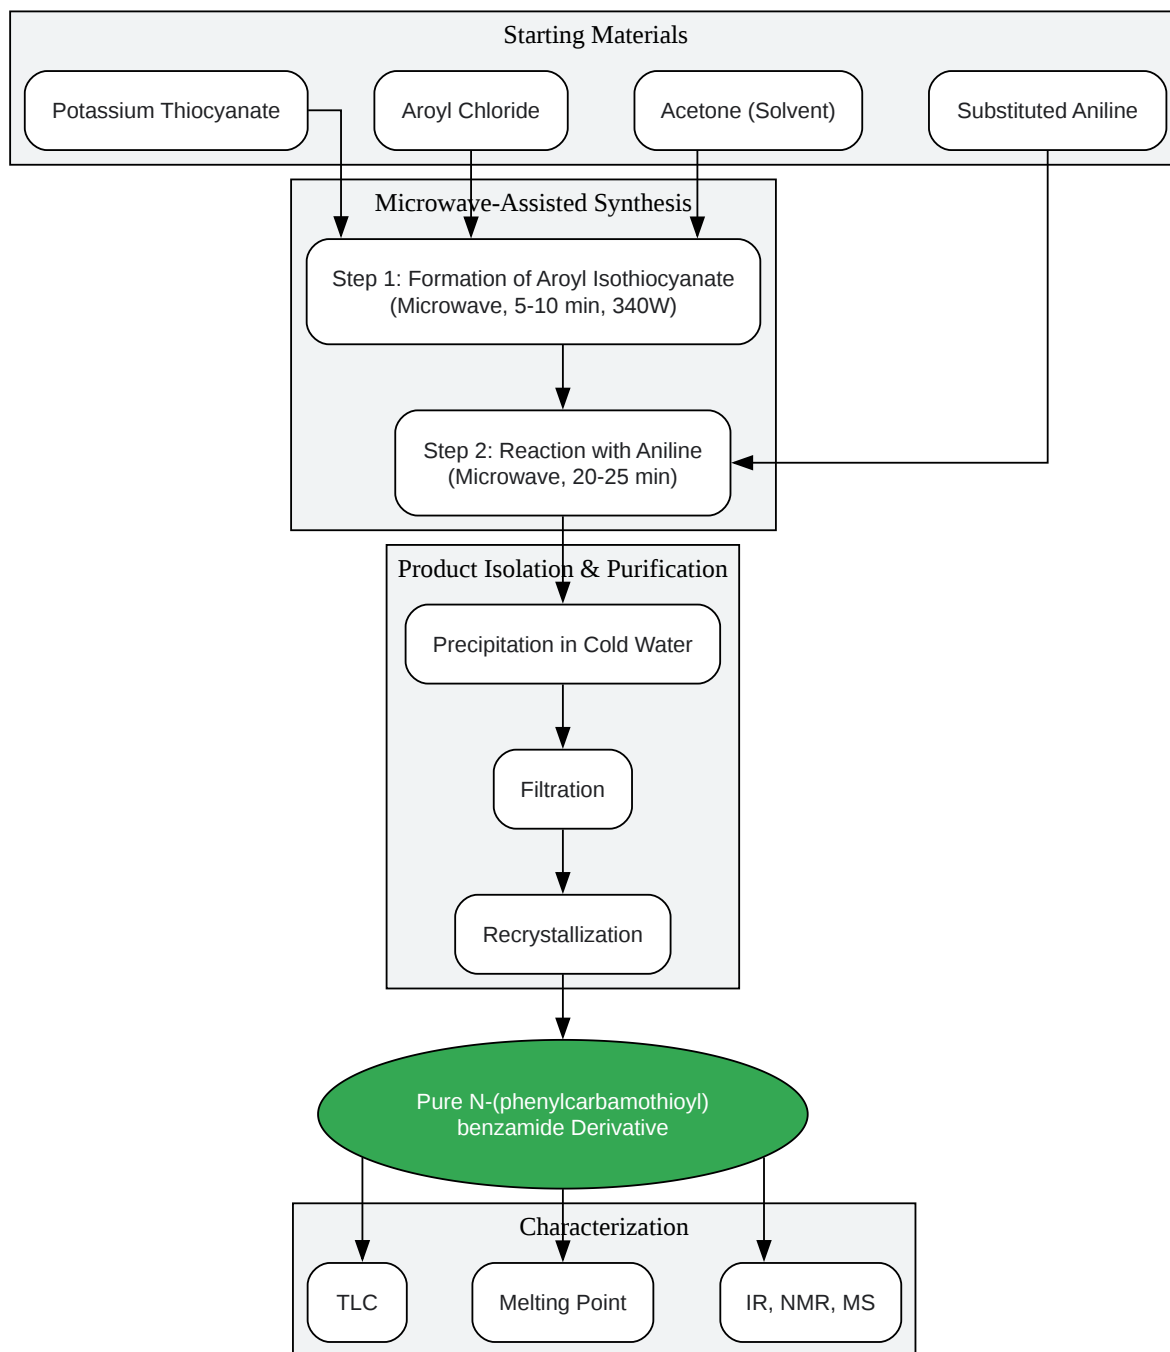 Starting Materials
Potassium Thiocyanate
Aroyl Chloride
Acetone (Solvent)
Substituted Aniline
Microwave-Assisted Synthesis
Step 1: Formation of Aroyl Isothiocyanate
(Microwave, 5-10 min, 340W)
Step 2: Reaction with Aniline
(Microwave, 20-25 min)
Product Isolation & Purification
Precipitation in Cold Water
Filtration
Recrystallization
Pure N-(phenylcarbamothioyl)
benzamide Derivative
Characterization
TLC
Melting Point
IR, NMR, MS